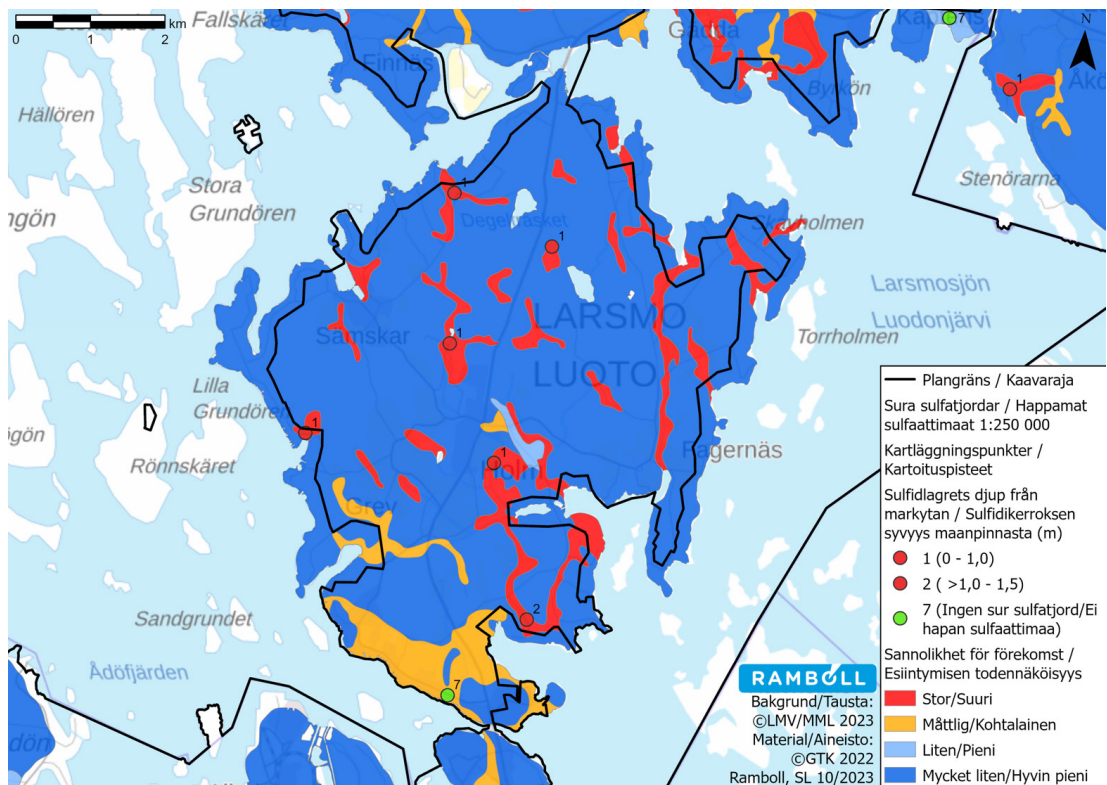 0 1 2 km
Fallskäret
Finnäs
Gädda
7
N
Hällören
Byrkön
1
Stenörarna
Stora
Grundören
1
Degelträsket
Skavholmen
1
Larsmosjön
Luodonjärvi
LARSMO
LUOTO
Sämskar
1
Torrholmen
Lilla
Grundören
1
Rönnskäret
1
Holm
Fagernäs
Grev
Sandgrundet
2
Ådöfjärden
7
Plangräns / Kaavaraja
Sura sulfatjordar / Happamat
sulfaattimaat 1:250 000
Kartläggningspunkter /
Kartoituspisteet
Sulfidlagrets djup från
markytan / Sulfidikerroksen
syvyys maanpinnasta (m)
1 (0 - 1,0)
2 ( >1,0 - 1,5)
7 (Ingen sur sulfatjord/Ei
hapan sulfaattimaa)
Sannolikhet för förekomst /
Esiintymisen todennäköisyys
Stor/Suuri
Måttlig/Kohtalainen
Liten/Pieni
Mycket liten/Hyvin pieni
RAMBOLL
Bakgrund/Tausta:
©LMV/MML 2023
Material/Aineisto:
©GTK 2022
Ramboll, SL 10/2023